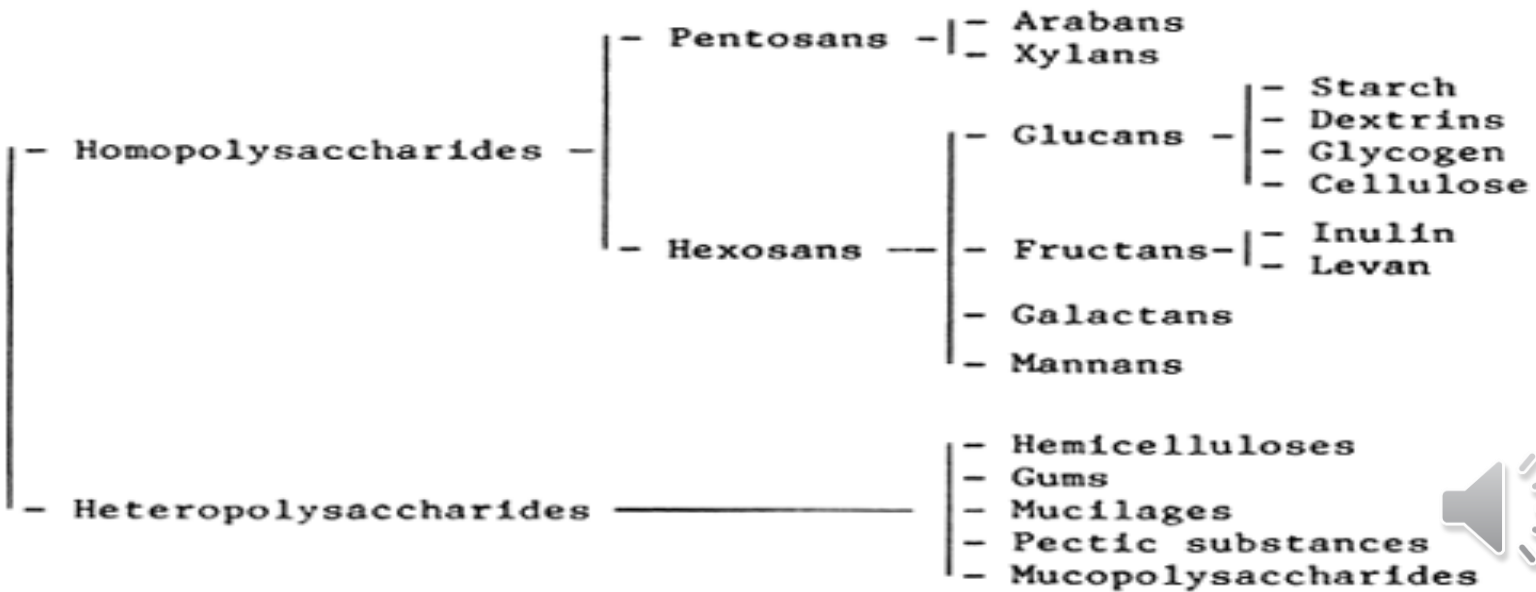 Arabans
Pentosans
Xylans
Starch
Dextrins
Glucans
Homopolysaccharides
Glycogen
Cellulose
Inulin
Hexosans
Fructans
Levan
Galactans
Mannans
Hemicelluloses
Gums
Heteropolysaccharides
Mucilages
Pectic substances
Mucopolysaccharides